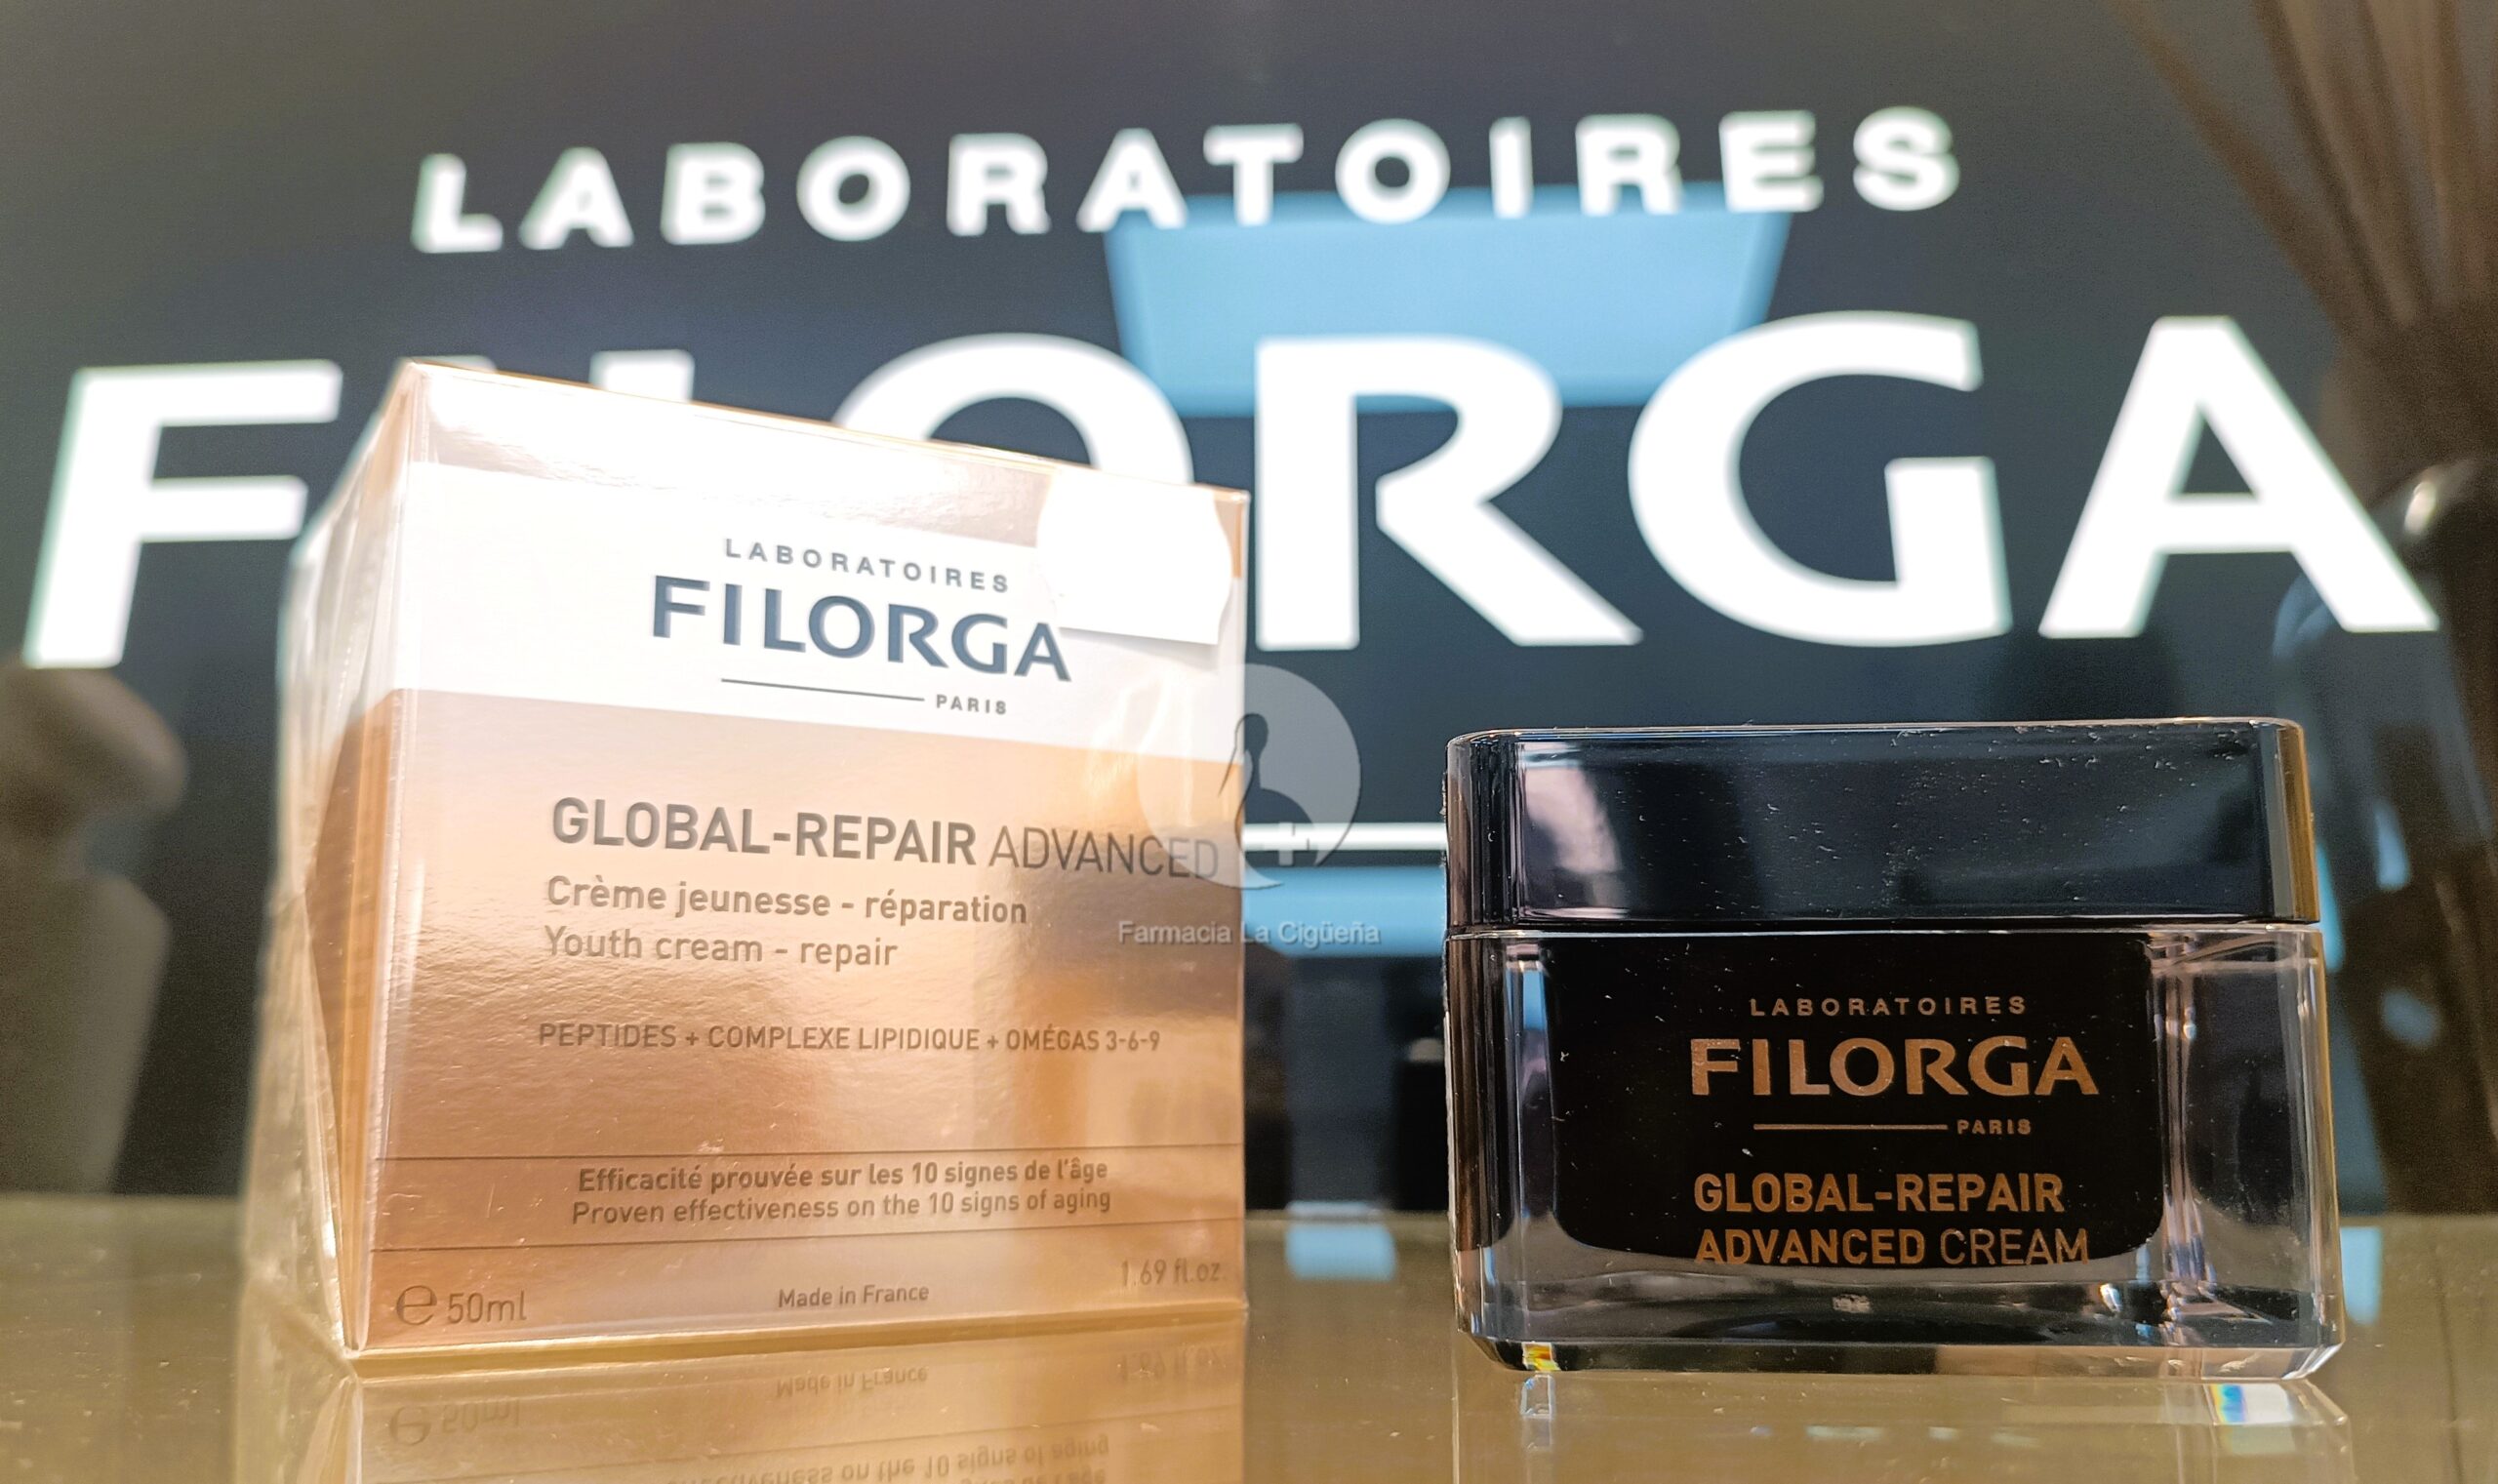 LABORATOIRES
FILORGA
LABORATOIRES
FILORGA
PARIS
GLOBAL-REPAIR ADVANCED
Crème jeunesse - réparation
Youth cream - repair
PEPTIDES + COMPLEXE LIPIDIQUE + OMÉGAS 3-6-9
Efficacité prouvée sur les 10 signes de l'âge
Proven effectiveness on the 10 signs of aging
e 50ml
Made in France
1.69 fl.oz
Farmacia La Cigüeña
LABORATOIRES
FILORGA
PARIS
GLOBAL-REPAIR
ADVANCED CREAM